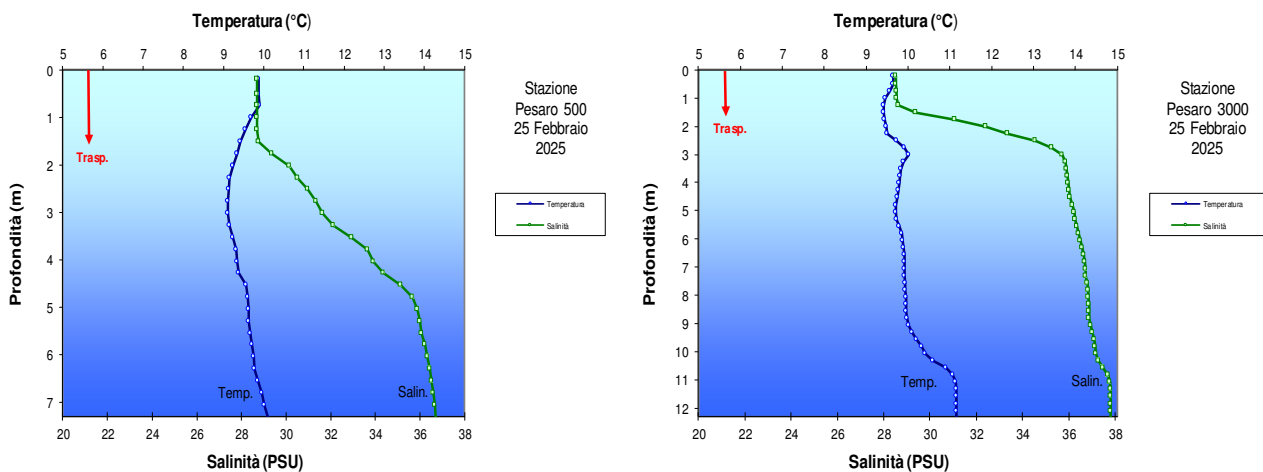 Temperatura (°C)
5 6 7 8 9 10 11 12 13 14 15
0
1
2
3
4
5
6
7
Profondità (m)
Trasp.
Temp.
Salin.
20 22 24 26 28 30 32 34 36 38
Salinità (PSU)
Stazione
Pesaro 500
25 Febbraio
2025
Temperatura
Salinità
Temperatura (°C)
5 6 7 8 9 10 11 12 13 14 15
0
1
2
3
4
5
6
7
8
9
10
11
12
Profondità (m)
Trasp.
Temp.
Salin.
20 22 24 26 28 30 32 34 36 38
Salinità (PSU)
Stazione
Pesaro 3000
25 Febbraio
2025
Temperatura
Salinità